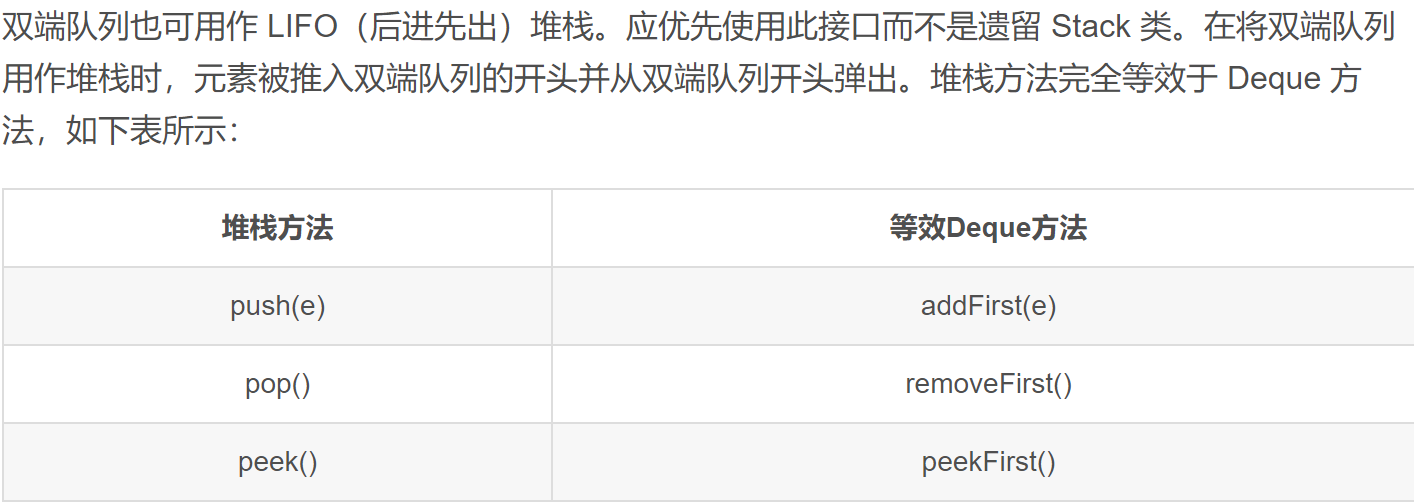 双端队列也可用作 LIFO（后进先出）堆栈。应优先使用此接口而不是遗留 Stack 类。在将双端队列
用作堆栈时，元素被推入双端队列的开头并从双端队列开头弹出。堆栈方法完全等效于 Deque 方
法，如下表所示：
堆栈方法 等效Deque方法
push(e) addFirst(e)
pop() removeFirst()
peek() peekFirst()